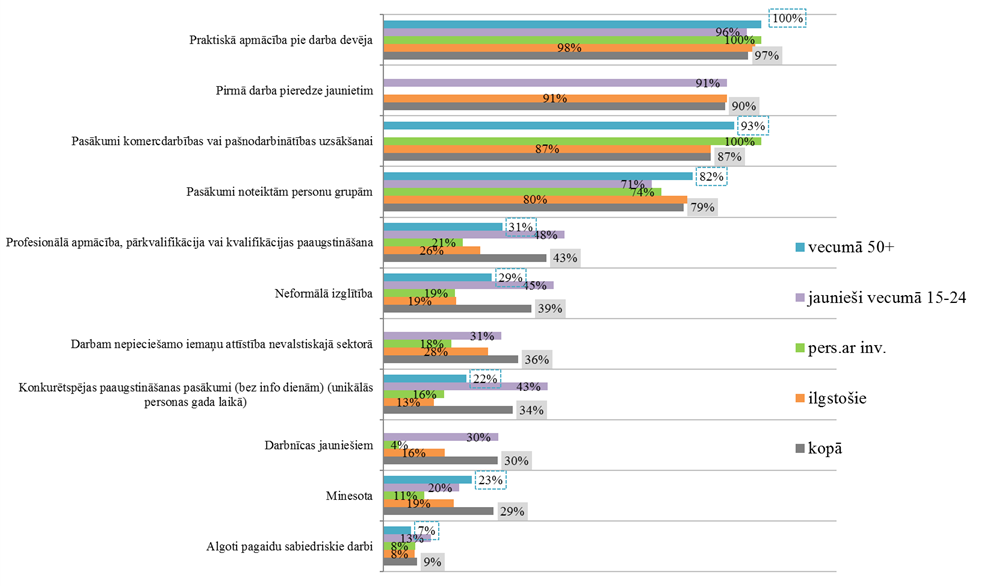 Praktiskā apmācība pie darba devēja
100%
96%
100%
98%
97%
Pirmā darba pieredze jaunietim
91%
91%
90%
Pasākumi komercdarbības vai pašnodarbinātības uzsākšanai
93%
100%
87%
87%
Pasākumi noteiktām personu grupām
82%
71%
74%
80%
79%
Profesionālā apmācība, pārkvalifikācija vai kvalifikācijas paaugstināšana
31%
48%
21%
26%
43%
Neformālā izglītība
29%
45%
19%
19%
39%
Darbam nepieciešamo iemaņu attīstība nevalstiskajā sektorā
31%
18%
28%
36%
Konkurētspējas paaugstināšanas pasākumi (bez info dienām) (unikālās
personas gada laikā)
22%
43%
16%
13%
34%
Darbnīcas jauniešiem
30%
4%
16%
30%
Minesota
23%
20%
11%
19%
29%
Algoti pagaidu sabiedriskie darbi
7%
13%
8%
8%
9%
vecumā 50+
jaunieši vecumā 15-24
pers.ar inv.
ilgstošie
kopā